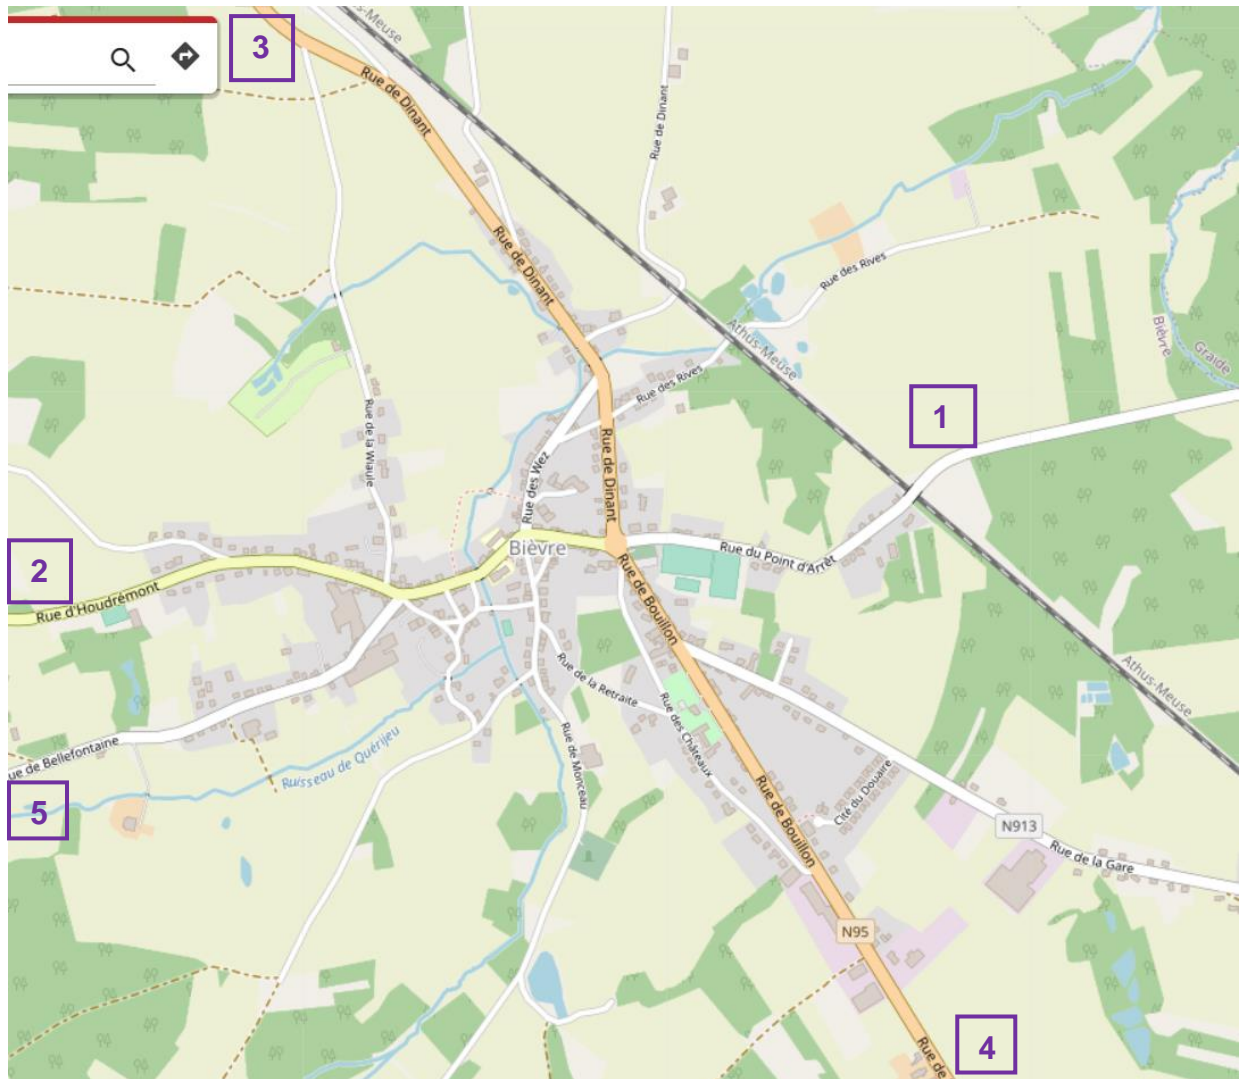 3
s-Meuse
Rue de Dinant
Rue de Dinant
Rue de Dinant
Rue des Rives
Athus-Meuse
Bièvre
Graide
Rue des Rives
1
Rue de la Wiaule
Rue de Dinant
Rue des Wez
Bièvre
Rue du Point d'Arrêt
2
Rue d'Houdrémont
Rue de Bouillon
Rue de la Retraite
Athus-Meuse
Rue des Châteaux
ue de Bellefontaine
Ruisseau de Quérijeu
Rue de Monceau
Rue de Bouillon
Cité du Douaire
5
N913
Rue de la Gare
N95
4
Rue de